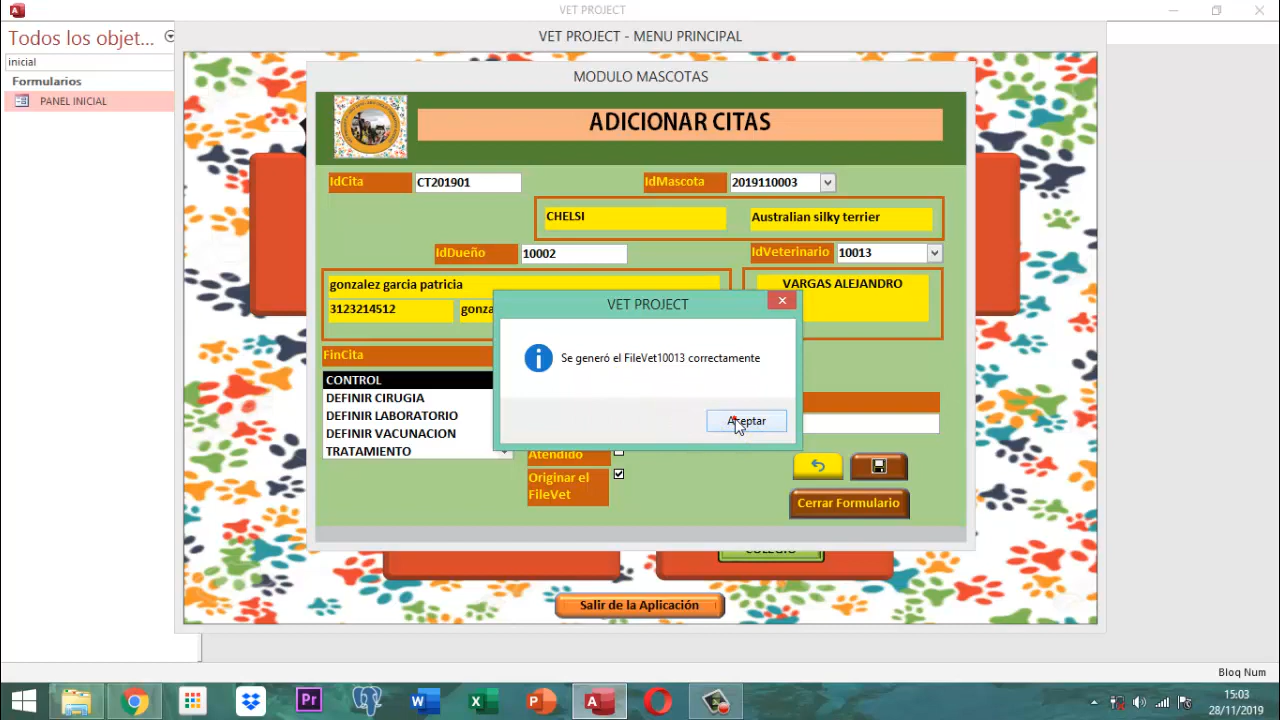 VET PROJECT
Todos los objet...
inicial
Formularios
PANEL INICIAL
VET PROJECT - MENU PRINCIPAL
MODULO MASCOTAS
ADICIONAR CITAS
IdCita CT201901 IdMascota 2019110003
CHELSI Australian silky terrier
IdDueño 10002 IdVeterinario 10013
gonzalez garcia patricia VARGAS ALEJANDRO
3123214512 gonza
FinCita
CONTROL
DEFINIR CIRUGIA
DEFINIR LABORATORIO
DEFINIR VACUNACION
TRATAMIENTO
VET PROJECT
Se generó el FileVet10013 correctamente
Aceptar
Atendido
Originar el
FileVet
Cerrar Formulario
COLEGIO
Salir de la Aplicación
Bloq Num
15:03
28/11/2019